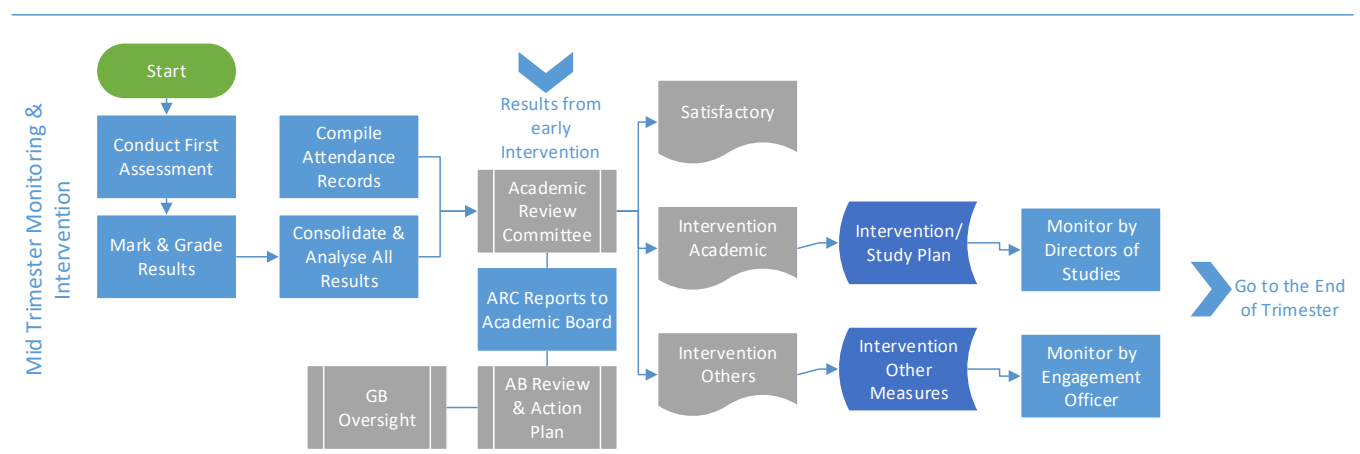 Mid Trimester Monitoring &
Intervention
Start
Conduct First
Assessment
Mark & Grade
Results
Compile
Attendance
Records
Consolidate &
Analyse All
Results
Results from
early
Intervention
Academic
Review
Committee
ARC Reports to
Academic Board
AB Review
& Action
Plan
GB
Oversight
Satisfactory
Intervention
Academic
Intervention
Others
Intervention/
Study Plan
Intervention
Other
Measures
Monitor by
Directors of
Studies
Monitor by
Engagement
Officer
Go to the End
of Trimester